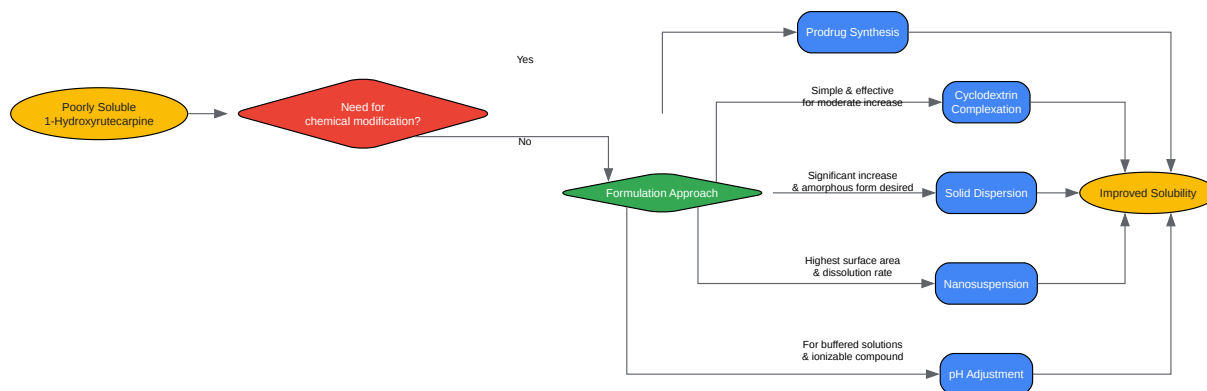 Poorly Soluble
1-Hydroxyrutecarpine
Need for
chemical modification?
Yes
No
Formulation Approach
Prodrug Synthesis
Simple & effective
for moderate increase
Cyclodextrin
Complexation
Significant increase
& amorphous form desired
Solid Dispersion
Highest surface area
& dissolution rate
Nanosuspension
For buffered solutions
& ionizable compound
pH Adjustment
Improved Solubility